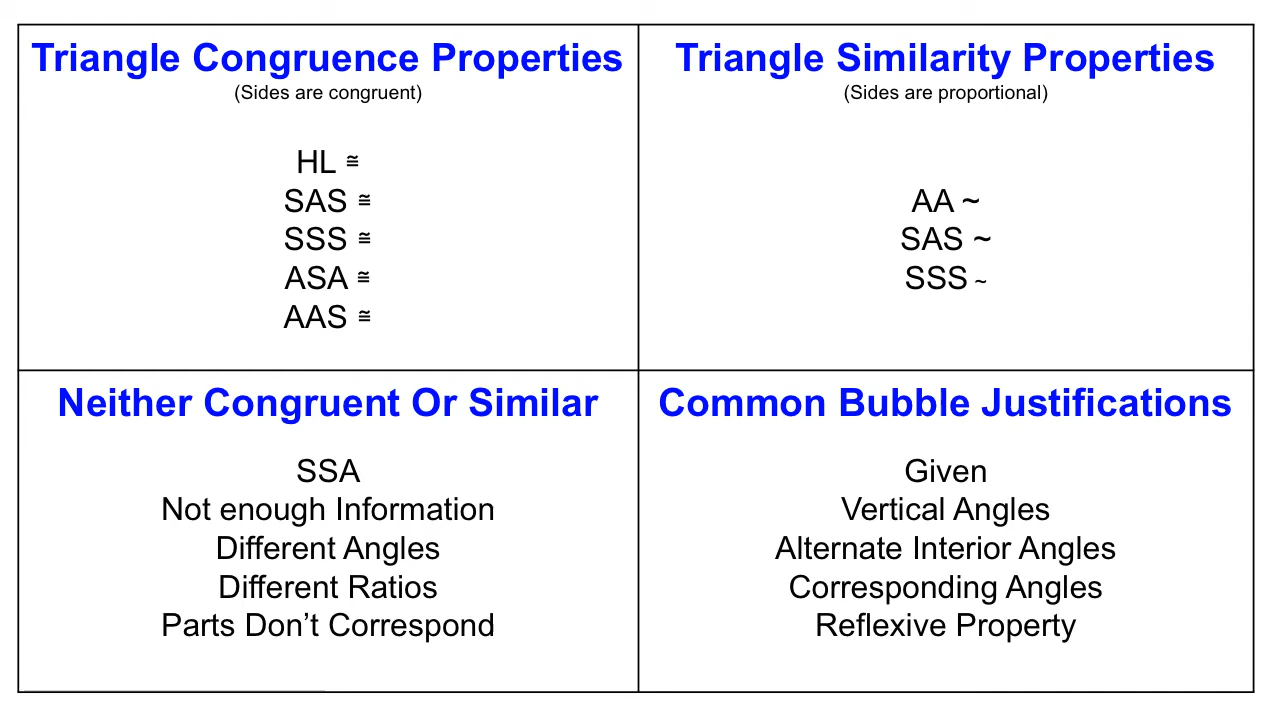 Triangle Congruence Properties
(Sides are congruent)
HL ≅
SAS ≅
SSS ≅
ASA ≅
AAS ≅
Triangle Similarity Properties
(Sides are proportional)
AA ~
SAS ~
SSS ~
Neither Congruent Or Similar
SSA
Not enough Information
Different Angles
Different Ratios
Parts Don’t Correspond
Common Bubble Justifications
Given
Vertical Angles
Alternate Interior Angles
Corresponding Angles
Reflexive Property